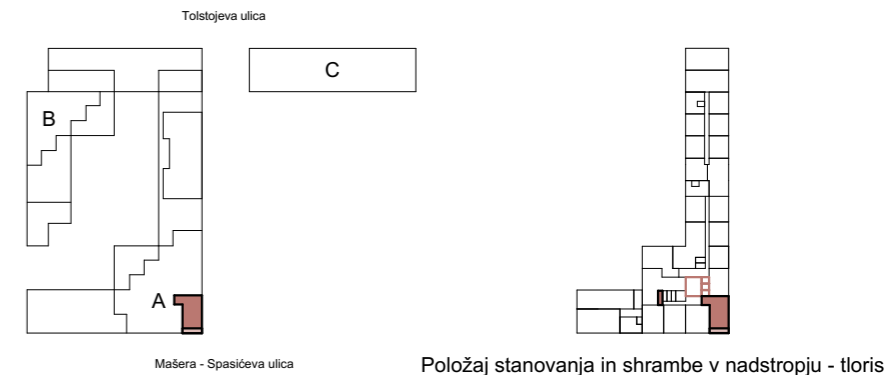 Tolstojeva ulica
C
B
A
Mašera - Spasićeva ulica
Položaj stanovanja in shrambe v nadstropju - tloris